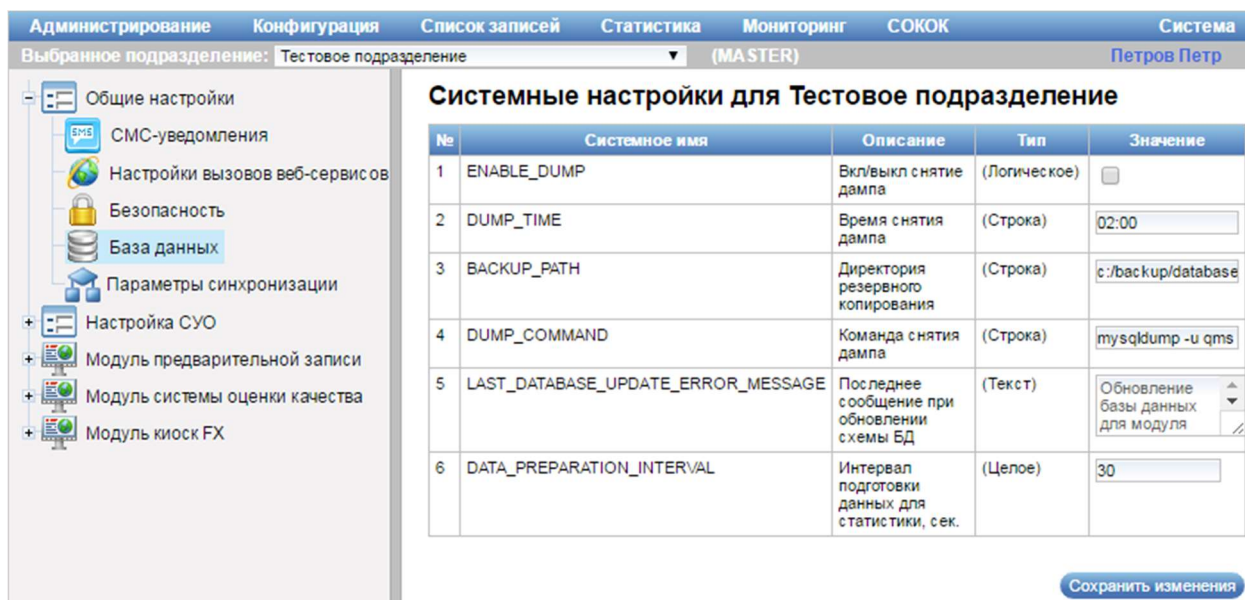 Администрирование Конфигурация Список записей Статистика Мониторинг СОКОК Система
Выбранное подразделение: Тестовое подразделение (MASTER) Петров Петр
Общие настройки
SMS
СМС-уведомления
Настройки вызовов веб-сервисов
Безопасность
База данных
Параметры синхронизации
Настройка СУО
Модуль предварительной записи
Модуль системы оценки качества
Модуль киоск FX
Системные настройки для Тестовое подразделение
№ Системное имя Описание Тип Значение
1 ENABLE_DUMP Вкл/выкл снятие (Логическое)
дампа
2 DUMP_TIME Время снятия (Строка) 02:00
дампа
3 BACKUP_PATH Директория (Строка) c:/backup/database
резервного
копирования
4 DUMP_COMMAND Команда снятия (Строка) mysqldump -u qms
дампа
5 LAST_DATABASE_UPDATE_ERROR_MESSAGE Последнее (Текст) Обновление
сообщение при базы данных
обновлении для модуля
схемы БД
6 DATA_PREPARATION_INTERVAL Интервал (Целое) 30
подготовки
данных для
статистики, сек.
Сохранить изменения